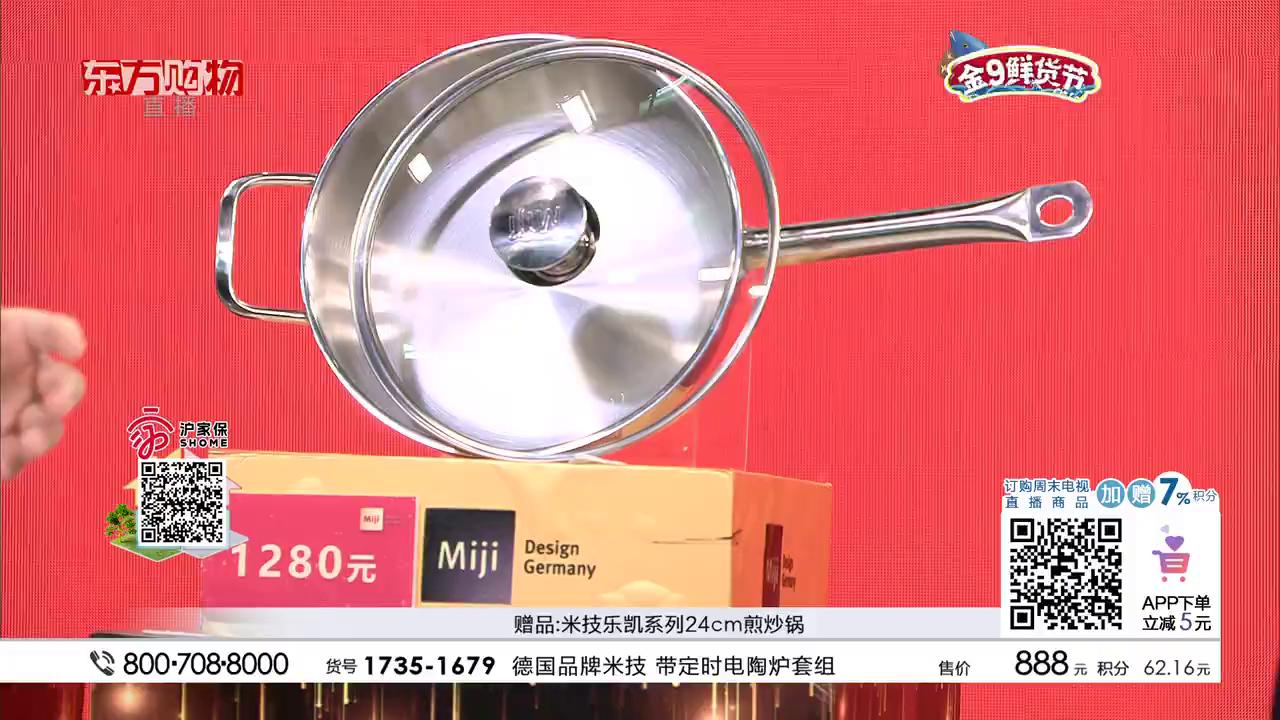 东方购物
直播
金9鲜货节
沪家保
SHOME
Miji
1280元
Miji
Design
Germany
订购周末电视
直播商品
加赠7%积分
APP下单
立减5元
赠品:米技乐凯系列24cm煎炒锅
800·708·8000
货号 1735-1679
德国品牌米技 带定时电陶炉套组
售价 888元 积分 62.16元